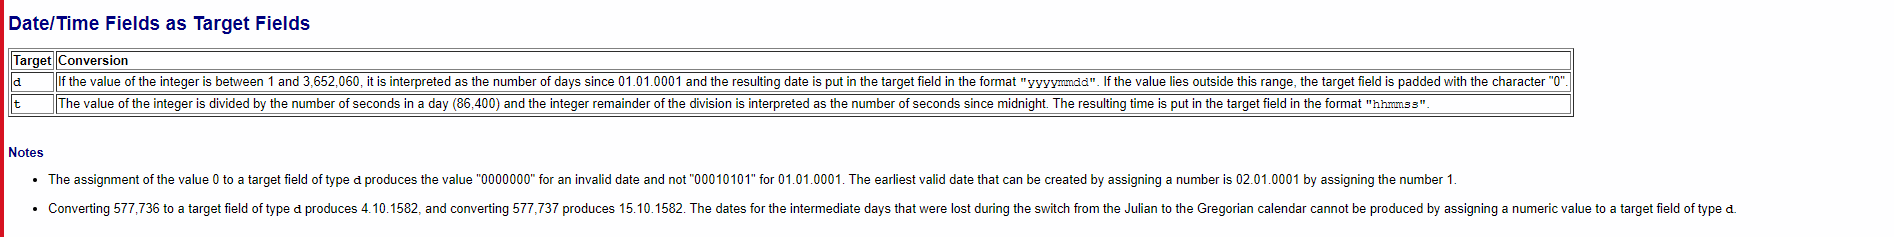 Date/Time Fields as Target Fields
Target Conversion
d If the value of the integer is between 1 and 3,652,060, it is interpreted as the number of days since 01.01.0001 and the resulting date is put in the target field in the format "yyyymmdd". If the value lies outside this range, the target field is padded with the character "0".
t The value of the integer is divided by the number of seconds in a day (86,400) and the integer remainder of the division is interpreted as the number of seconds since midnight. The resulting time is put in the target field in the format "hhmmss".
Notes
• The assignment of the value 0 to a target field of type d produces the value "0000000" for an invalid date and not "00010101" for 01.01.0001. The earliest valid date that can be created by assigning a number is 02.01.0001 by assigning the number 1.
• Converting 577,736 to a target field of type d produces 4.10.1582, and converting 577,737 produces 15.10.1582. The dates for the intermediate days that were lost during the switch from the Julian to the Gregorian calendar cannot be produced by assigning a numeric value to a target field of type d.